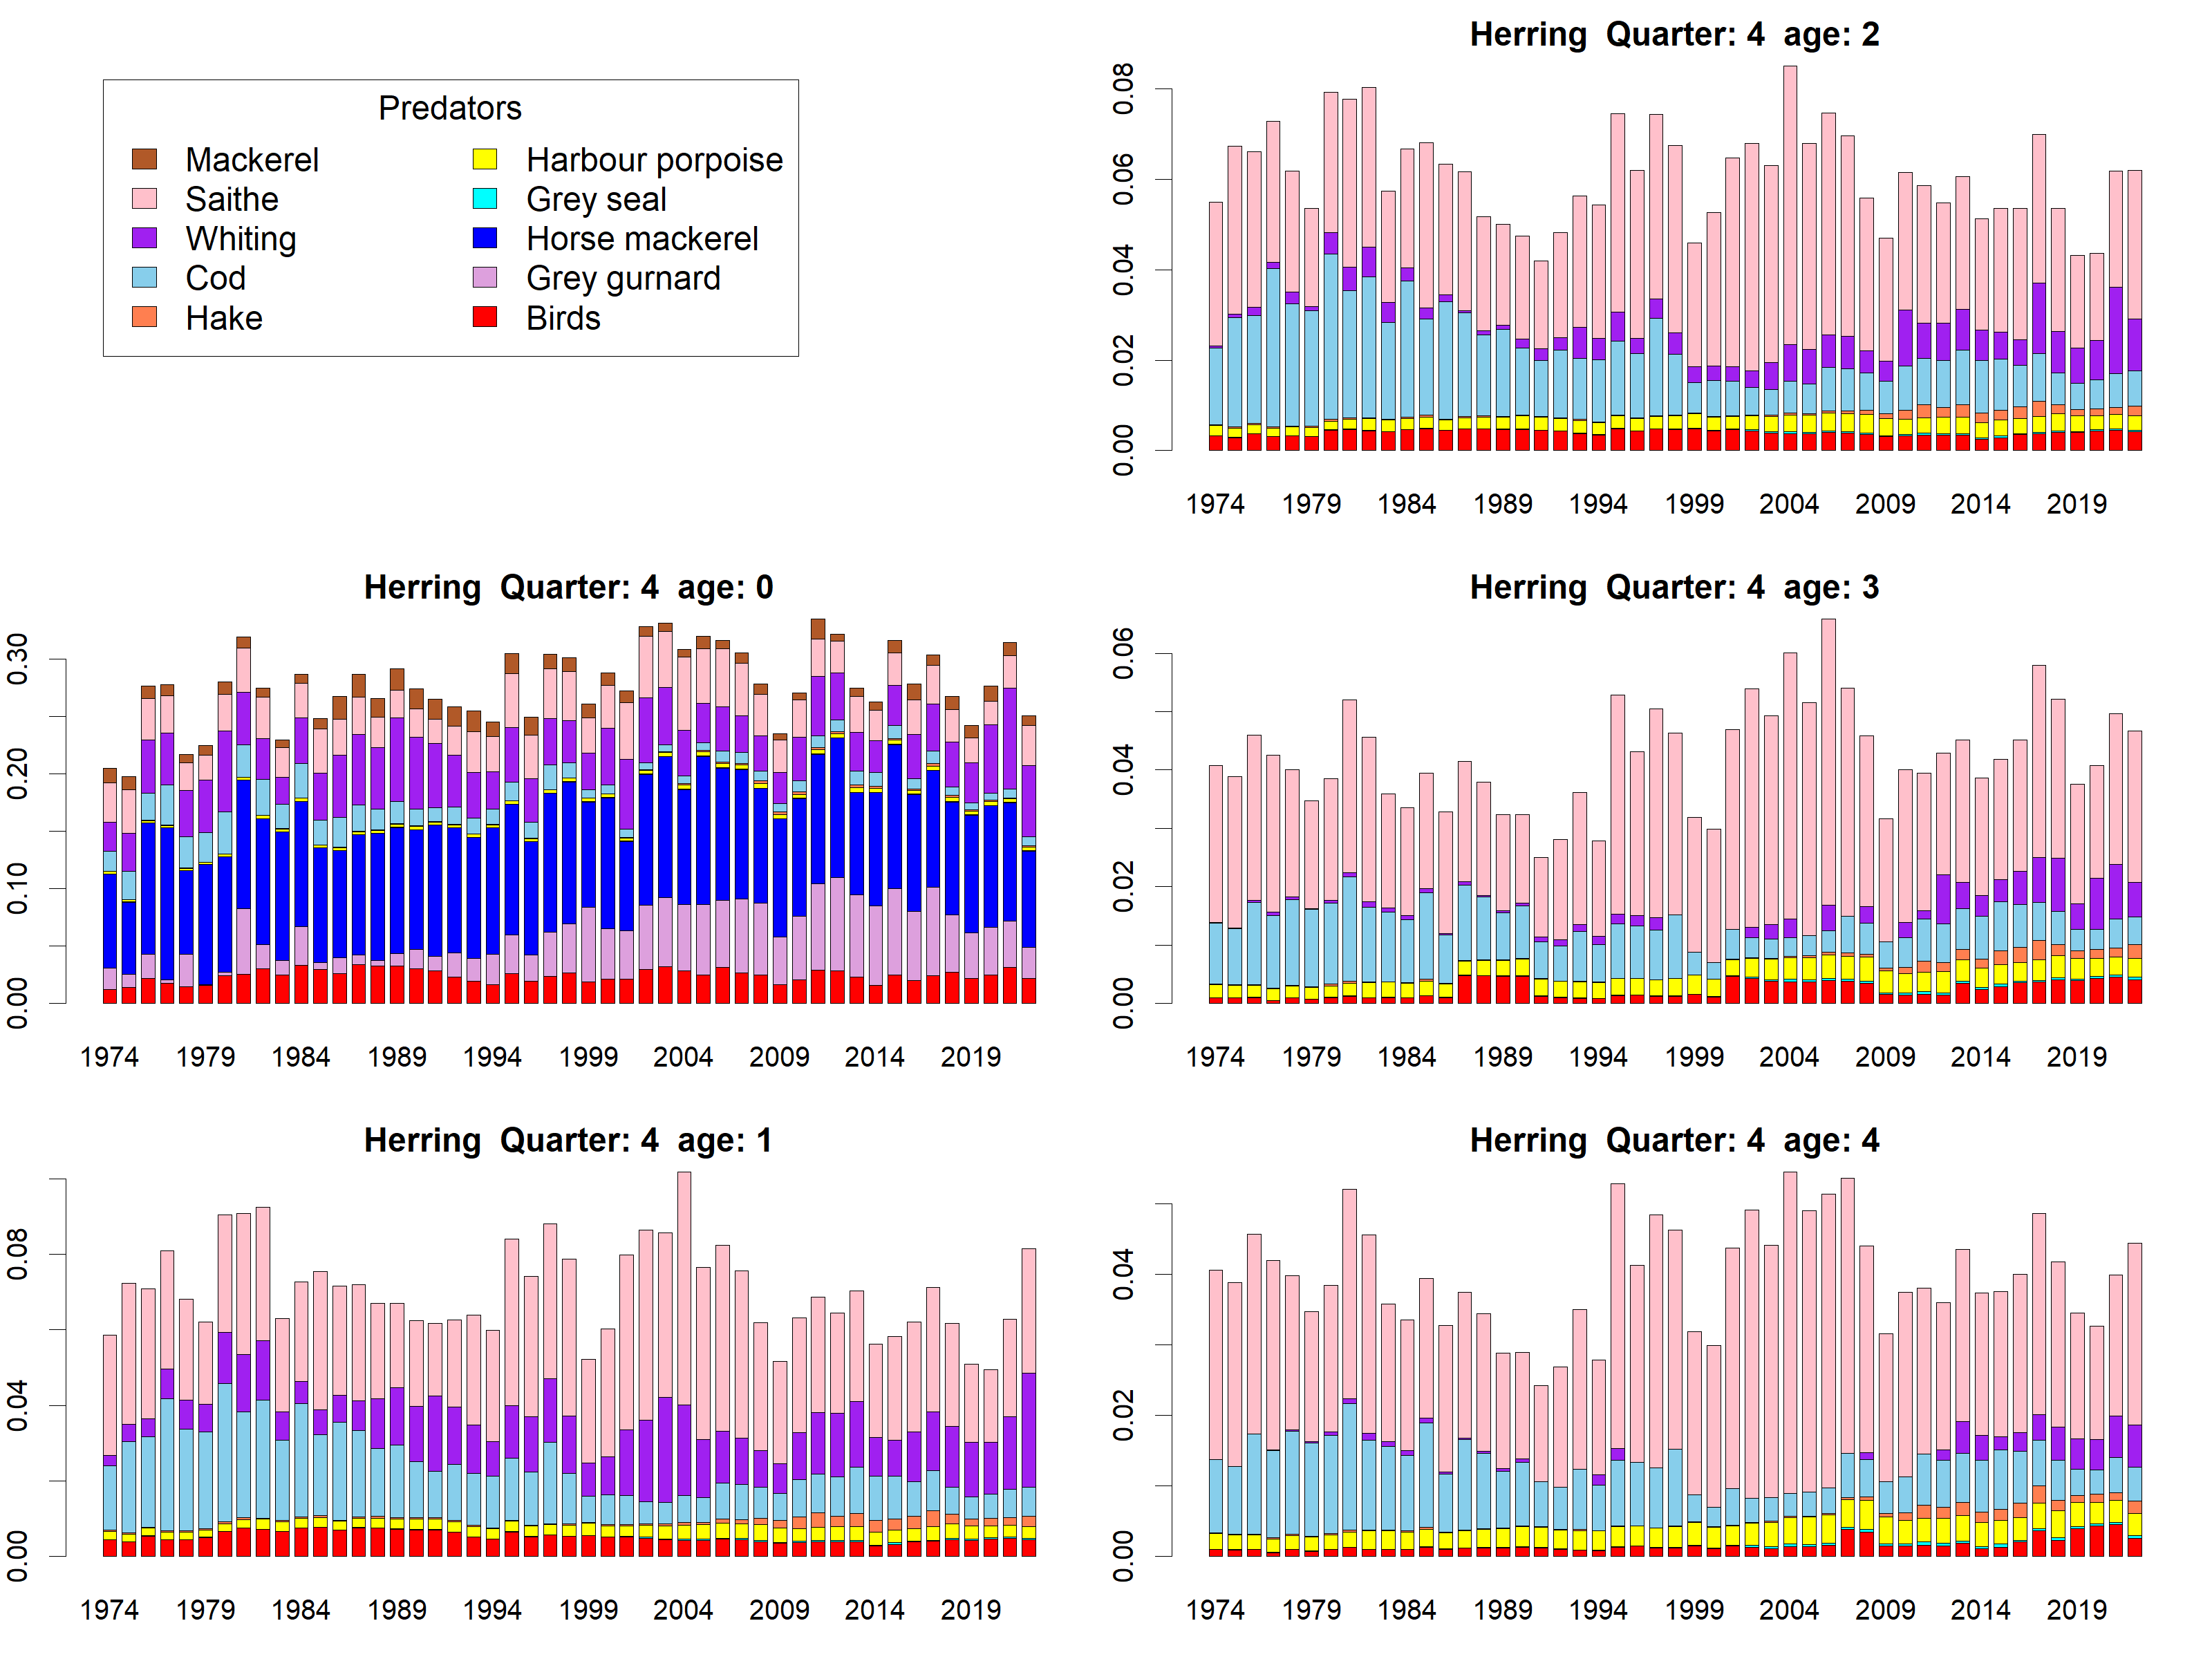 Predators
Mackerel Harbour porpoise
Saithe Grey seal
Whiting Horse mackerel
Cod Grey gurnard
Hake Birds
Herring Quarter: 4 age: 2
0.08
0.06
0.04
0.02
0.00
1974 1979 1984 1989 1994 1999 2004 2009 2014 2019
Herring Quarter: 4 age: 0
0.30
0.20
0.10
0.00
1974 1979 1984 1989 1994 1999 2004 2009 2014 2019
Herring Quarter: 4 age: 3
0.06
0.04
0.02
0.00
1974 1979 1984 1989 1994 1999 2004 2009 2014 2019
Herring Quarter: 4 age: 1
0.08
0.04
0.00
1974 1979 1984 1989 1994 1999 2004 2009 2014 2019
Herring Quarter: 4 age: 4
0.04
0.02
0.00
1974 1979 1984 1989 1994 1999 2004 2009 2014 2019